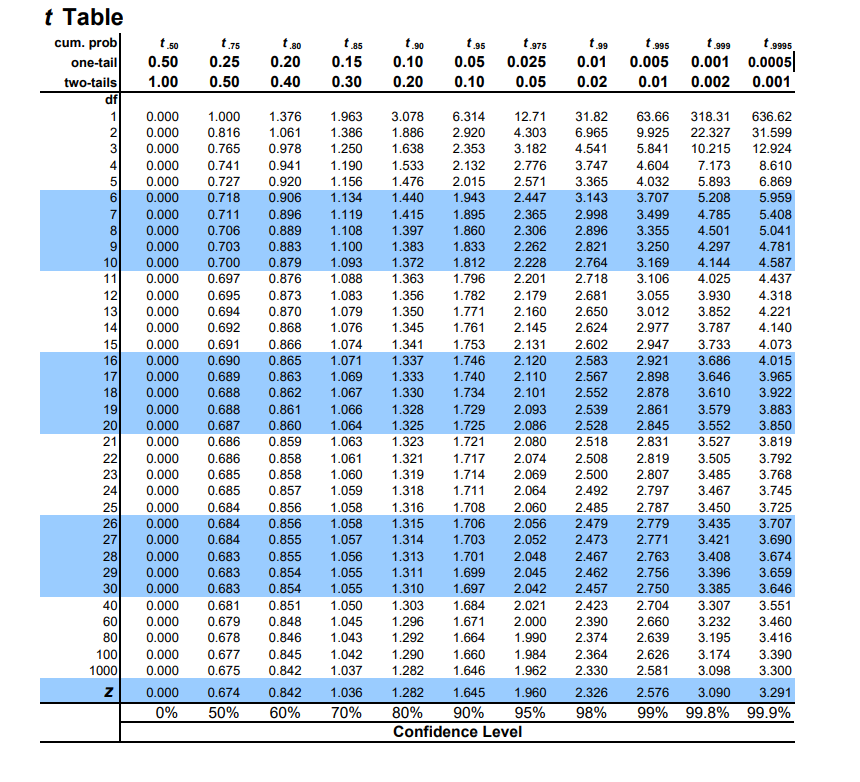 t Table
cum. prob t .50 t .75 t .80 t .85 t .90 t .95 t .975 t .99 t .995 t .999 t .9995
one-tail 0.50 0.25 0.20 0.15 0.10 0.05 0.025 0.01 0.005 0.001 0.0005
two-tails 1.00 0.50 0.40 0.30 0.20 0.10 0.05 0.02 0.01 0.002 0.001
df
1 0.000 1.000 1.376 1.963 3.078 6.314 12.71 31.82 63.66 318.31 636.62
2 0.000 0.816 1.061 1.386 1.886 2.920 4.303 6.965 9.925 22.327 31.599
3 0.000 0.765 0.978 1.250 1.638 2.353 3.182 4.541 5.841 10.215 12.924
4 0.000 0.741 0.941 1.190 1.533 2.132 2.776 3.747 4.604 7.173 8.610
5 0.000 0.727 0.920 1.156 1.476 2.015 2.571 3.365 4.032 5.893 6.869
6 0.000 0.718 0.906 1.134 1.440 1.943 2.447 3.143 3.707 5.208 5.959
7 0.000 0.711 0.896 1.119 1.415 1.895 2.365 2.998 3.499 4.785 5.408
8 0.000 0.706 0.889 1.108 1.397 1.860 2.306 2.896 3.355 4.501 5.041
9 0.000 0.703 0.883 1.100 1.383 1.833 2.262 2.821 3.250 4.297 4.781
10 0.000 0.700 0.879 1.093 1.372 1.812 2.228 2.764 3.169 4.144 4.587
11 0.000 0.697 0.876 1.088 1.363 1.796 2.201 2.718 3.106 4.025 4.437
12 0.000 0.695 0.873 1.083 1.356 1.782 2.179 2.681 3.055 3.930 4.318
13 0.000 0.694 0.870 1.079 1.350 1.771 2.160 2.650 3.012 3.852 4.221
14 0.000 0.692 0.868 1.076 1.345 1.761 2.145 2.624 2.977 3.787 4.140
15 0.000 0.691 0.866 1.074 1.341 1.753 2.131 2.602 2.947 3.733 4.073
16 0.000 0.690 0.865 1.071 1.337 1.746 2.120 2.583 2.921 3.686 4.015
17 0.000 0.689 0.863 1.069 1.333 1.740 2.110 2.567 2.898 3.646 3.965
18 0.000 0.688 0.862 1.067 1.330 1.734 2.101 2.552 2.878 3.610 3.922
19 0.000 0.688 0.861 1.066 1.328 1.729 2.093 2.539 2.861 3.579 3.883
20 0.000 0.687 0.860 1.064 1.325 1.725 2.086 2.528 2.845 3.552 3.850
21 0.000 0.686 0.859 1.063 1.323 1.721 2.080 2.518 2.831 3.527 3.819
22 0.000 0.686 0.858 1.061 1.321 1.717 2.074 2.508 2.819 3.505 3.792
23 0.000 0.685 0.858 1.060 1.319 1.714 2.069 2.500 2.807 3.485 3.768
24 0.000 0.685 0.857 1.059 1.318 1.711 2.064 2.492 2.797 3.467 3.745
25 0.000 0.684 0.856 1.058 1.316 1.708 2.060 2.485 2.787 3.450 3.725
26 0.000 0.684 0.856 1.058 1.315 1.706 2.056 2.479 2.779 3.435 3.707
27 0.000 0.684 0.855 1.057 1.314 1.703 2.052 2.473 2.771 3.421 3.690
28 0.000 0.683 0.855 1.056 1.313 1.701 2.048 2.467 2.763 3.408 3.674
29 0.000 0.683 0.854 1.055 1.311 1.699 2.045 2.462 2.756 3.396 3.659
30 0.000 0.683 0.854 1.055 1.310 1.697 2.042 2.457 2.750 3.385 3.646
40 0.000 0.681 0.851 1.050 1.303 1.684 2.021 2.423 2.704 3.307 3.551
60 0.000 0.679 0.848 1.045 1.296 1.671 2.000 2.390 2.660 3.232 3.460
80 0.000 0.678 0.846 1.043 1.292 1.664 1.990 2.374 2.639 3.195 3.416
100 0.000 0.677 0.845 1.042 1.290 1.660 1.984 2.364 2.626 3.174 3.390
1000 0.000 0.675 0.842 1.037 1.282 1.646 1.962 2.330 2.581 3.098 3.300
z 0.000 0.674 0.842 1.036 1.282 1.645 1.960 2.326 2.576 3.090 3.291
0% 50% 60% 70% 80% 90% 95% 98% 99% 99.8% 99.9%
Confidence Level